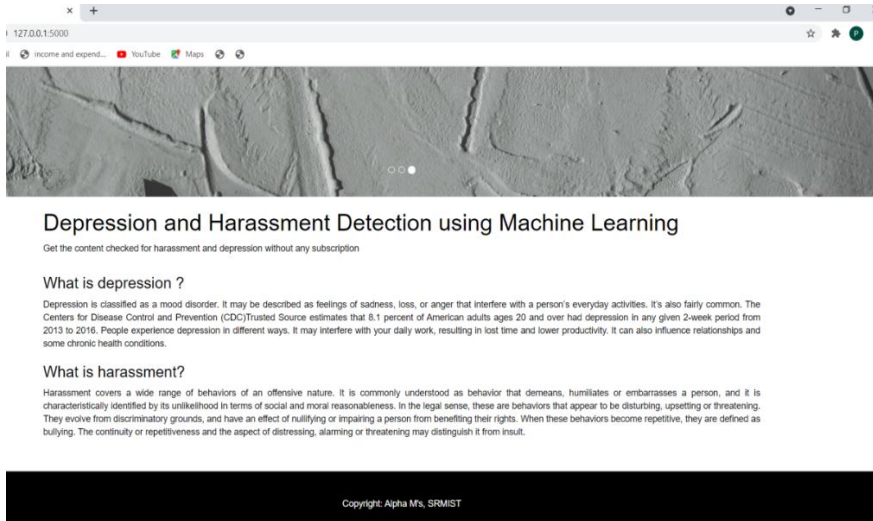 127.0.0.1:5000
P
income and expend...
YouTube
Maps
Depression and Harassment Detection using Machine Learning
Get the content checked for harassment and depression without any subscription
What is depression ?
Depression is classified as a mood disorder. It may be described as feelings of sadness, loss, or anger that interfere with a person's everyday activities. It's also fairly common. The
Centers for Disease Control and Prevention (CDC)Trusted Source estimates that 8.1 percent of American adults ages 20 and over had depression in any given 2-week period from
2013 to 2016. People experience depression in different ways. It may interfere with your daily work, resulting in lost time and lower productivity. It can also influence relationships and
some chronic health conditions.
What is harassment?
Harassment covers a wide range of behaviors of an offensive nature. It is commonly understood as behavior that demeans, humiliates or embarrasses a person, and it is
characteristically identified by its unlikelihood in terms of social and moral reasonableness. In the legal sense, these are behaviors that appear to be disturbing, upsetting or threatening.
They evolve from discriminatory grounds, and have an effect of nullifying or impairing a person from benefiting their rights. When these behaviors become repetitive, they are defined as
bullying. The continuity or repetitiveness and the aspect of distressing, alarming or threatening may distinguish it from insult.
Copyright: Alpha M's, SRMIST